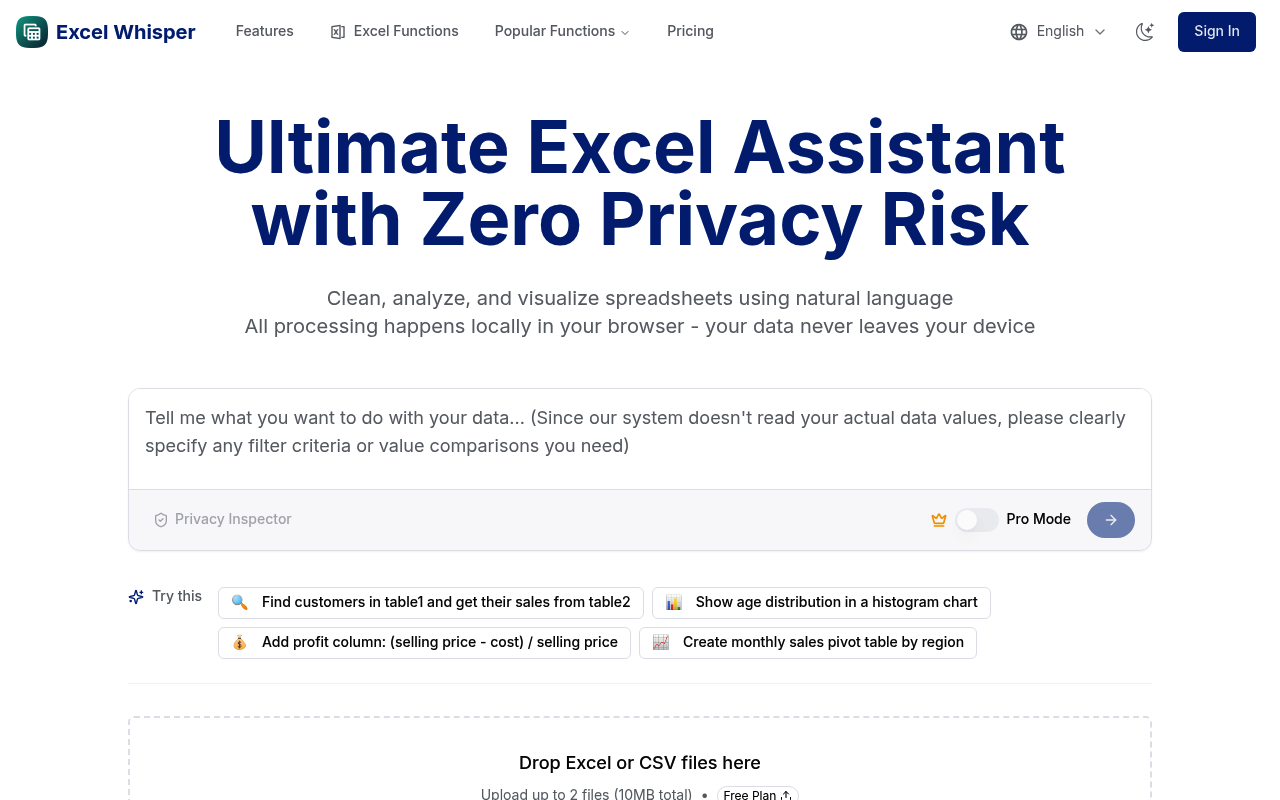 Excel Whisper
Features
Excel Functions
Popular Functions
Pricing
English
Sign In
Ultimate Excel Assistant
with Zero Privacy Risk
Clean, analyze, and visualize spreadsheets using natural language
All processing happens locally in your browser - your data never leaves your device
Tell me what you want to do with your data... (Since our system doesn't read your actual data values, please clearly
specify any filter criteria or value comparisons you need)
Privacy Inspector
Pro Mode
Try this
Find customers in table1 and get their sales from table2
Show age distribution in a histogram chart
Add profit column: (selling price - cost) / selling price
Create monthly sales pivot table by region
Drop Excel or CSV files here
Upload up to 2 files (10MB total) • Free Plan